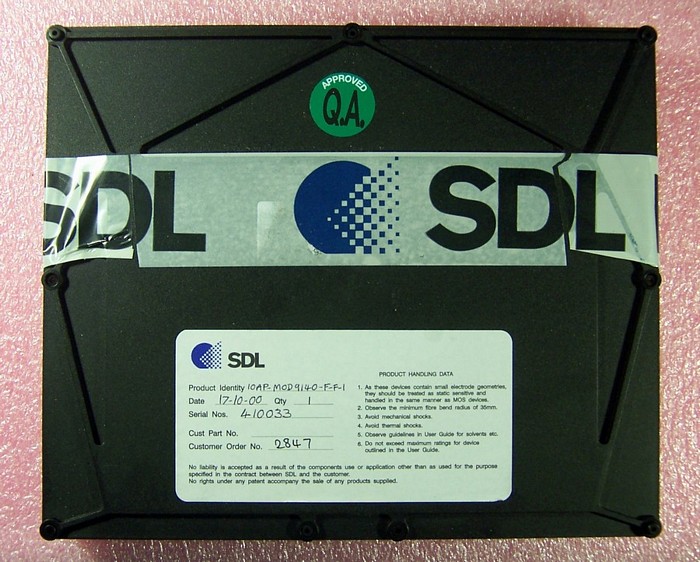 APPROVED
Q.A.
SDL SDL
SDL
PRODUCT HANDLING DATA
Product Identity 10AP-MOD9140-F-F-1
Date 17-10-00 Qty 1
Serial Nos. 410033
Cust Part No.
Customer Order No. 2847
1. As these devices contain small electrode geometries,
they should be treated as static sensitive and
handled in the same manner as MOS devices.
2. Observe the minimum fibre bend radius of 35mm.
3. Avoid mechanical shocks.
4. Avoid thermal shocks.
5. Observe guidelines in User Guide for solvents etc.
6. Do not exceed maximum ratings for device
outlined in the User Guide.
No liability is accepted as a result of the components use or application other than as used for the purpose
specified in the contract between SDL and the customer.
No rights under any patent accompany the sale of any products supplied.